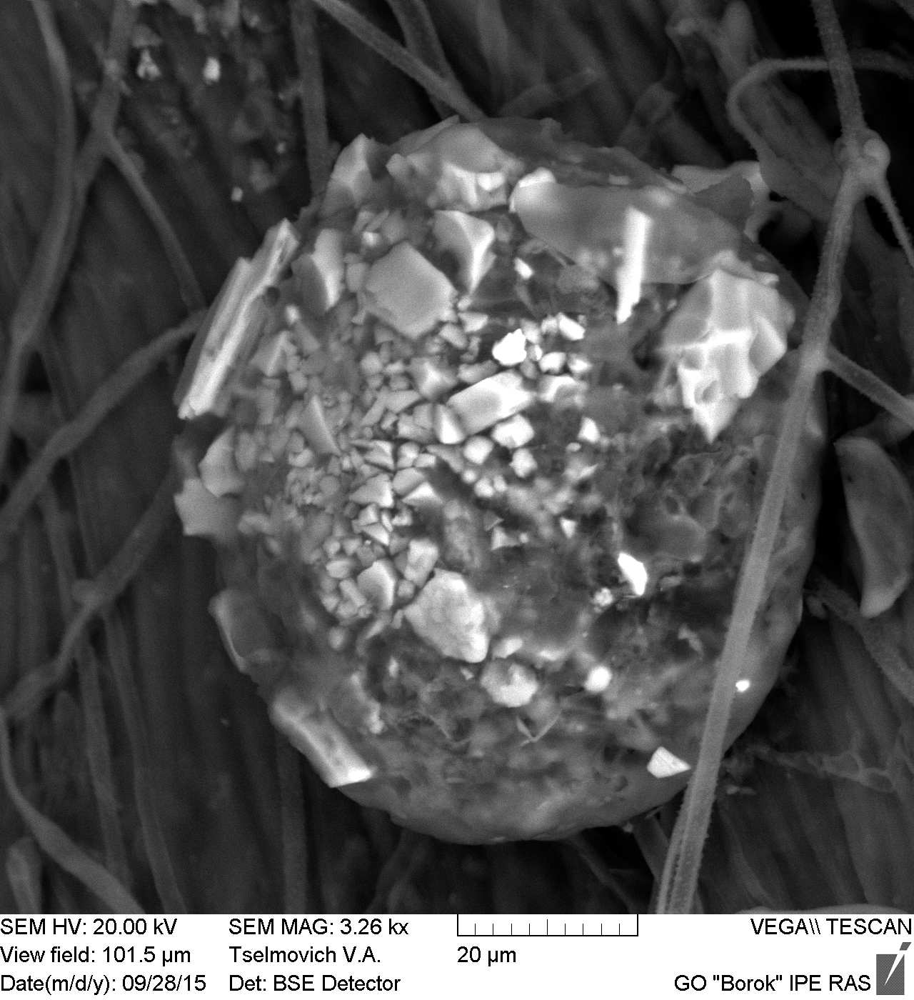 SEM HV: 20.00 kV SEM MAG: 3.26 kx VEGA\\ TESCAN
View field: 101.5 µm Tselmovich V.A. 20 µm
Date(m/d/y): 09/28/15 Det: BSE Detector GO "Borok" IPE RAS